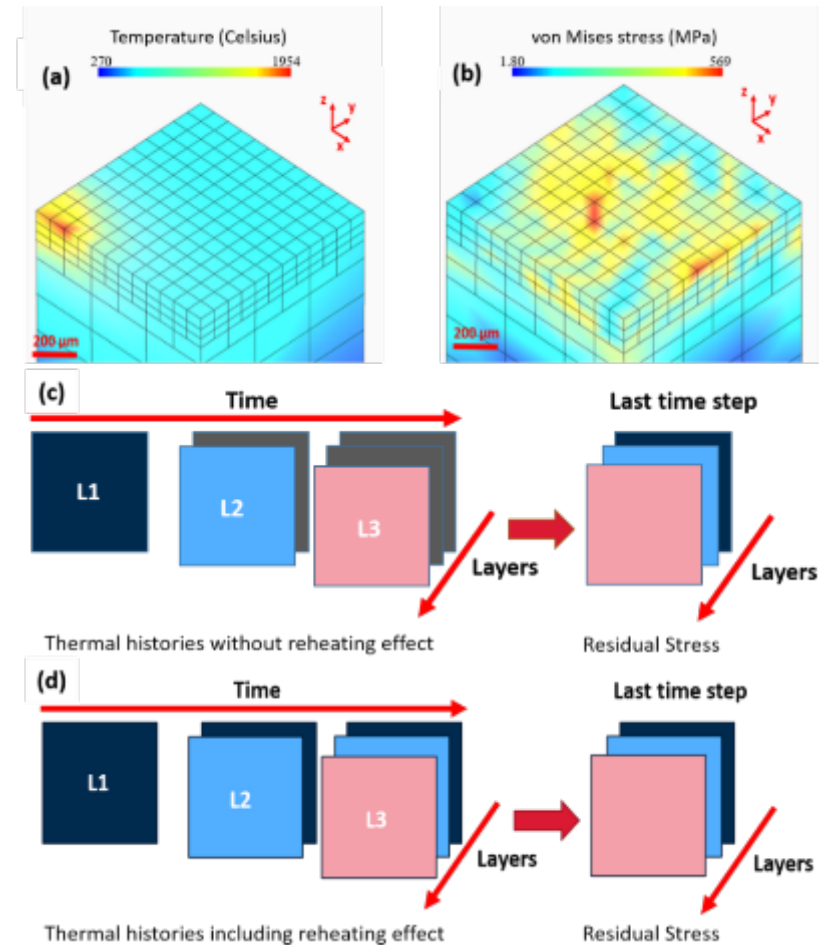 Temperature (Celsius)
270 1954
(a)
z
y
x
200 µm
von Mises stress (MPa)
1.80 569
(b)
z
y
x
200 µm
(c)
Time
Last time step
L1
L2
L3
Layers
Layers
Thermal histories without reheating effect
Residual Stress
(d)
Time
Last time step
L1
L2
L3
Layers
Layers
Thermal histories including reheating effect
Residual Stress